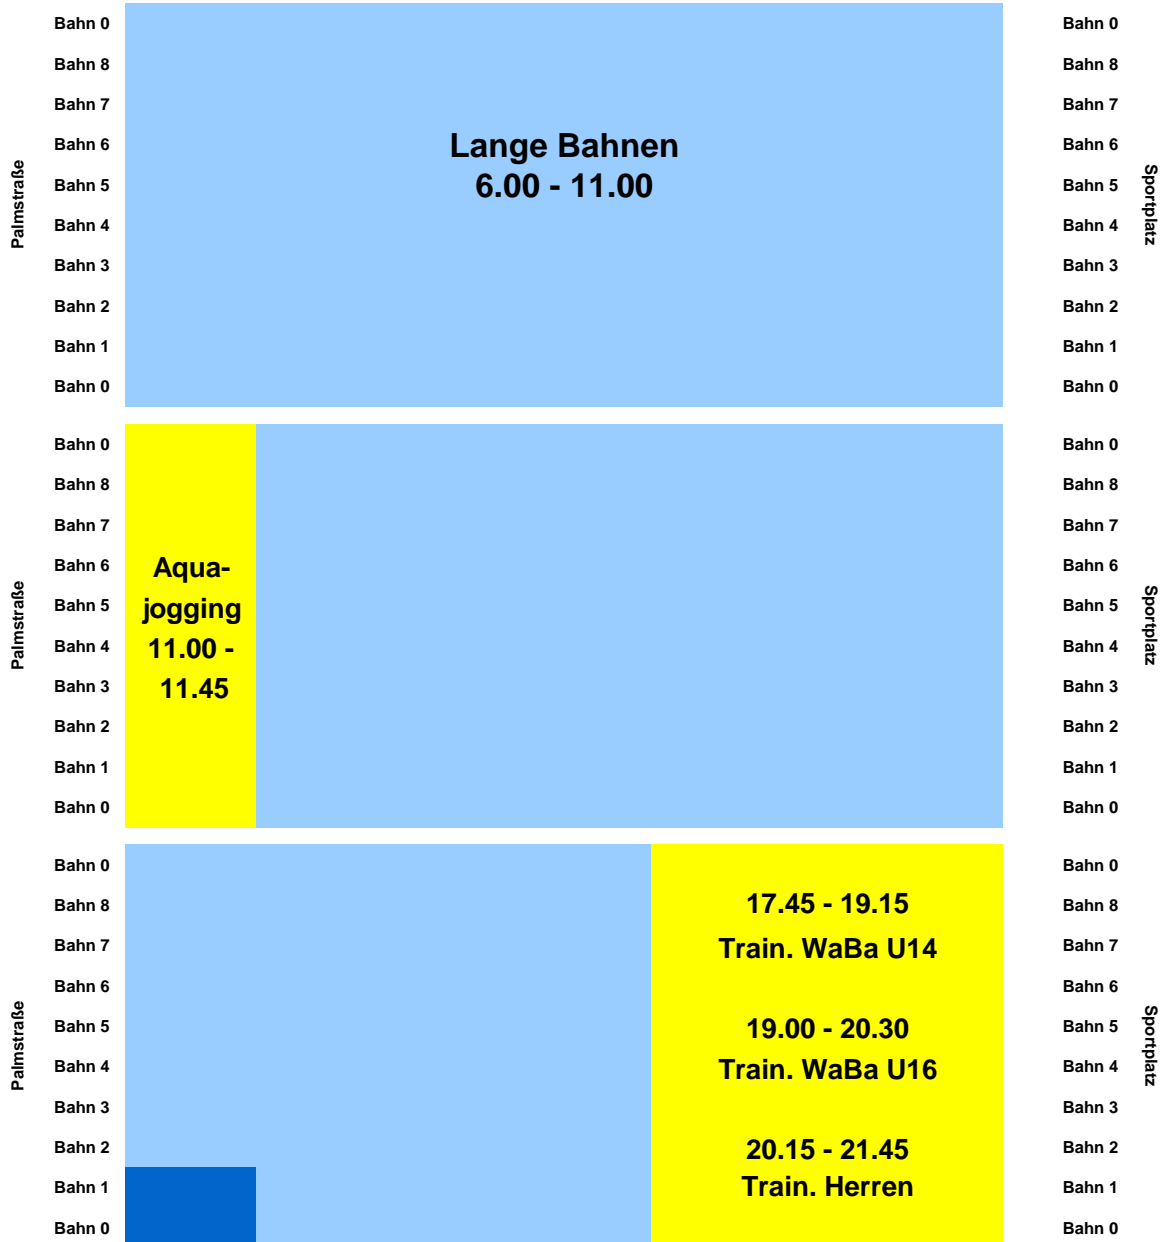 Bahn 0 Bahn 0
Bahn 8 Bahn 8
Bahn 7 Bahn 7
Bahn 6 Lange Bahnen Bahn 6
Bahn 5 6.00 - 11.00 Bahn 5
Bahn 4 Bahn 4
Bahn 3 Bahn 3
Bahn 2 Bahn 2
Bahn 1 Bahn 1
Bahn 0 Bahn 0
Palmstraße
Sportplatz
Bahn 0 Bahn 0
Bahn 8 Bahn 8
Bahn 7 Bahn 7
Bahn 6 Aqua- Bahn 6
Bahn 5 jogging Bahn 5
Bahn 4 11.00 - Bahn 4
Bahn 3 11.45 Bahn 3
Bahn 2 Bahn 2
Bahn 1 Bahn 1
Bahn 0 Bahn 0
Palmstraße
Sportplatz
Bahn 0 Bahn 0
Bahn 8 17.45 - 19.15 Bahn 8
Bahn 7 Train. WaBa U14 Bahn 7
Bahn 6 Bahn 6
Bahn 5 19.00 - 20.30 Bahn 5
Bahn 4 Train. WaBa U16 Bahn 4
Bahn 3 Bahn 3
Bahn 2 20.15 - 21.45 Bahn 2
Bahn 1 Train. Herren Bahn 1
Bahn 0 Bahn 0
Palmstraße
Sportplatz